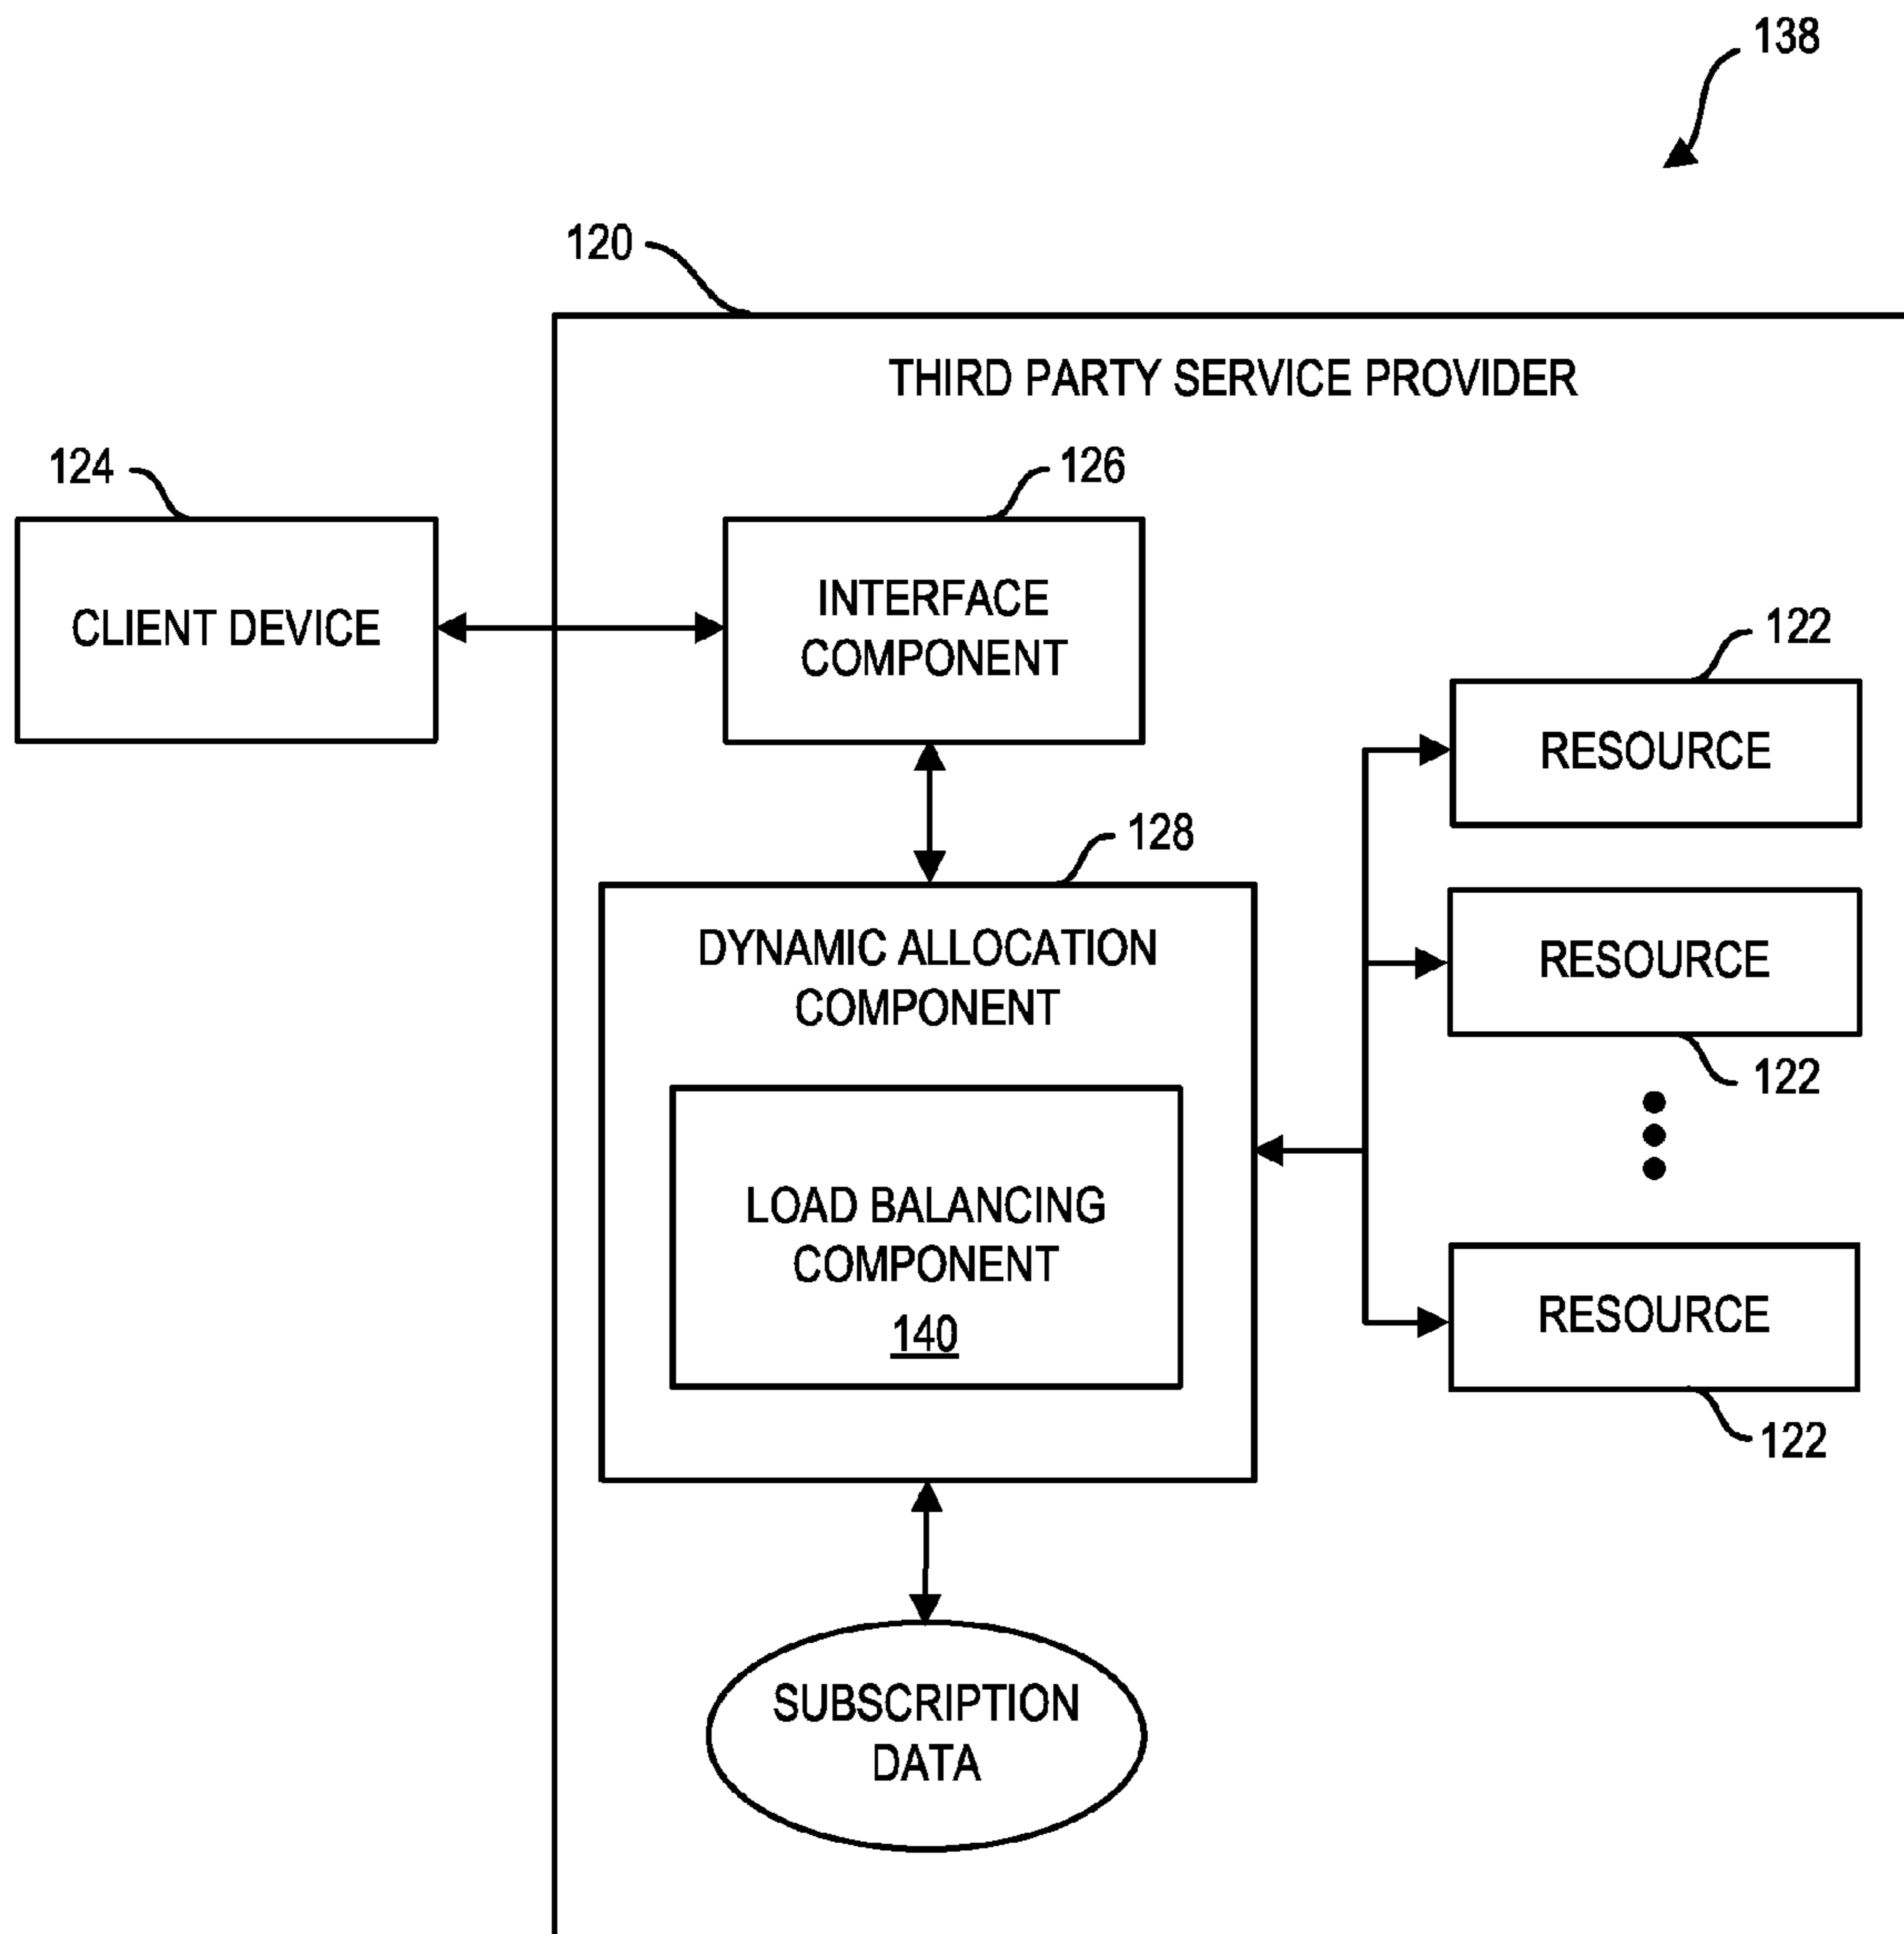 138
120
THIRD PARTY SERVICE PROVIDER
124
126
CLIENT DEVICE
INTERFACE
COMPONENT
122
RESOURCE
128
DYNAMIC ALLOCATION
COMPONENT
RESOURCE
122
LOAD BALANCING
COMPONENT
140
RESOURCE
122
SUBSCRIPTION
DATA